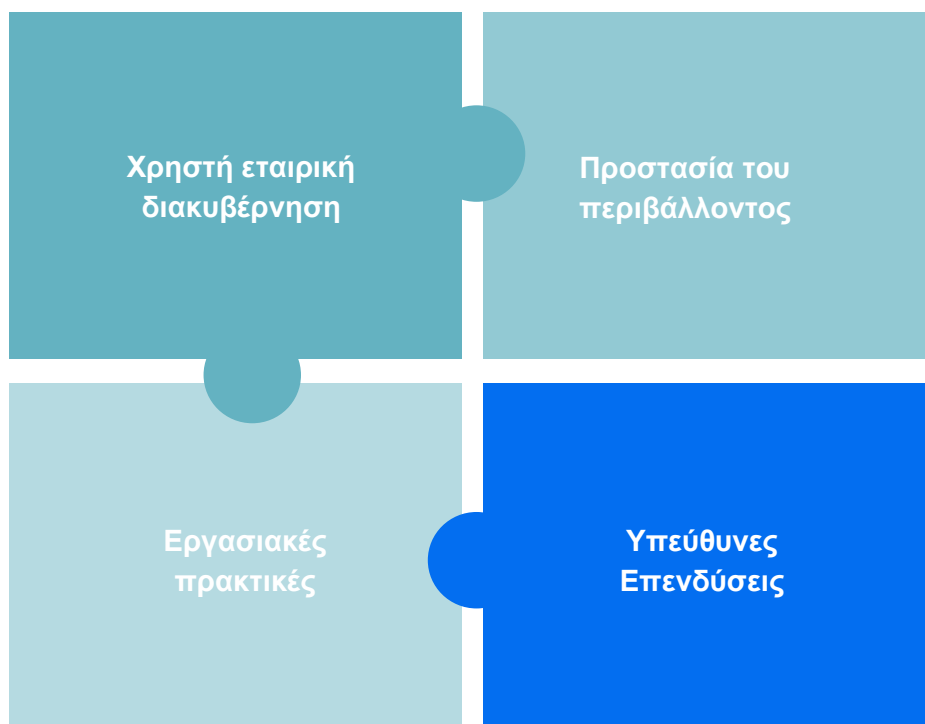 Χρηστή εταιρική
διακυβέρνηση
Προστασία του
περιβάλλοντος
Εργασιακές
πρακτικές
Υπεύθυνες
Επενδύσεις